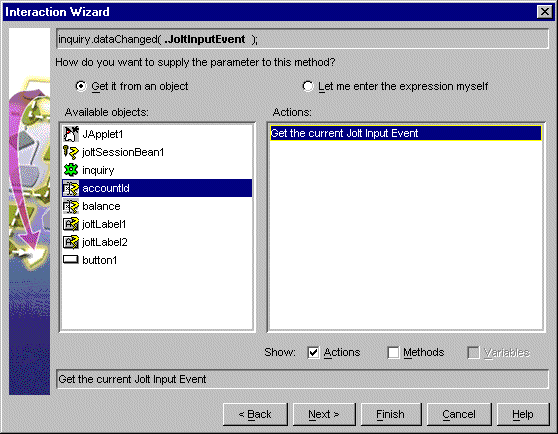 Interaction Wizard
inquiry.dataChanged( .JoltInputEvent );
How do you want to supply the parameter to this method?
Get it from an object
Let me enter the expression myself
Available objects:
Actions:
JApplet1
joltSessionBean1
inquiry
accountId
balance
joltLabel1
joltLabel2
button1
Get the current Jolt Input Event
Show:
Actions
Methods
Variables
Get the current Jolt Input Event
< Back
Next >
Finish
Cancel
Help